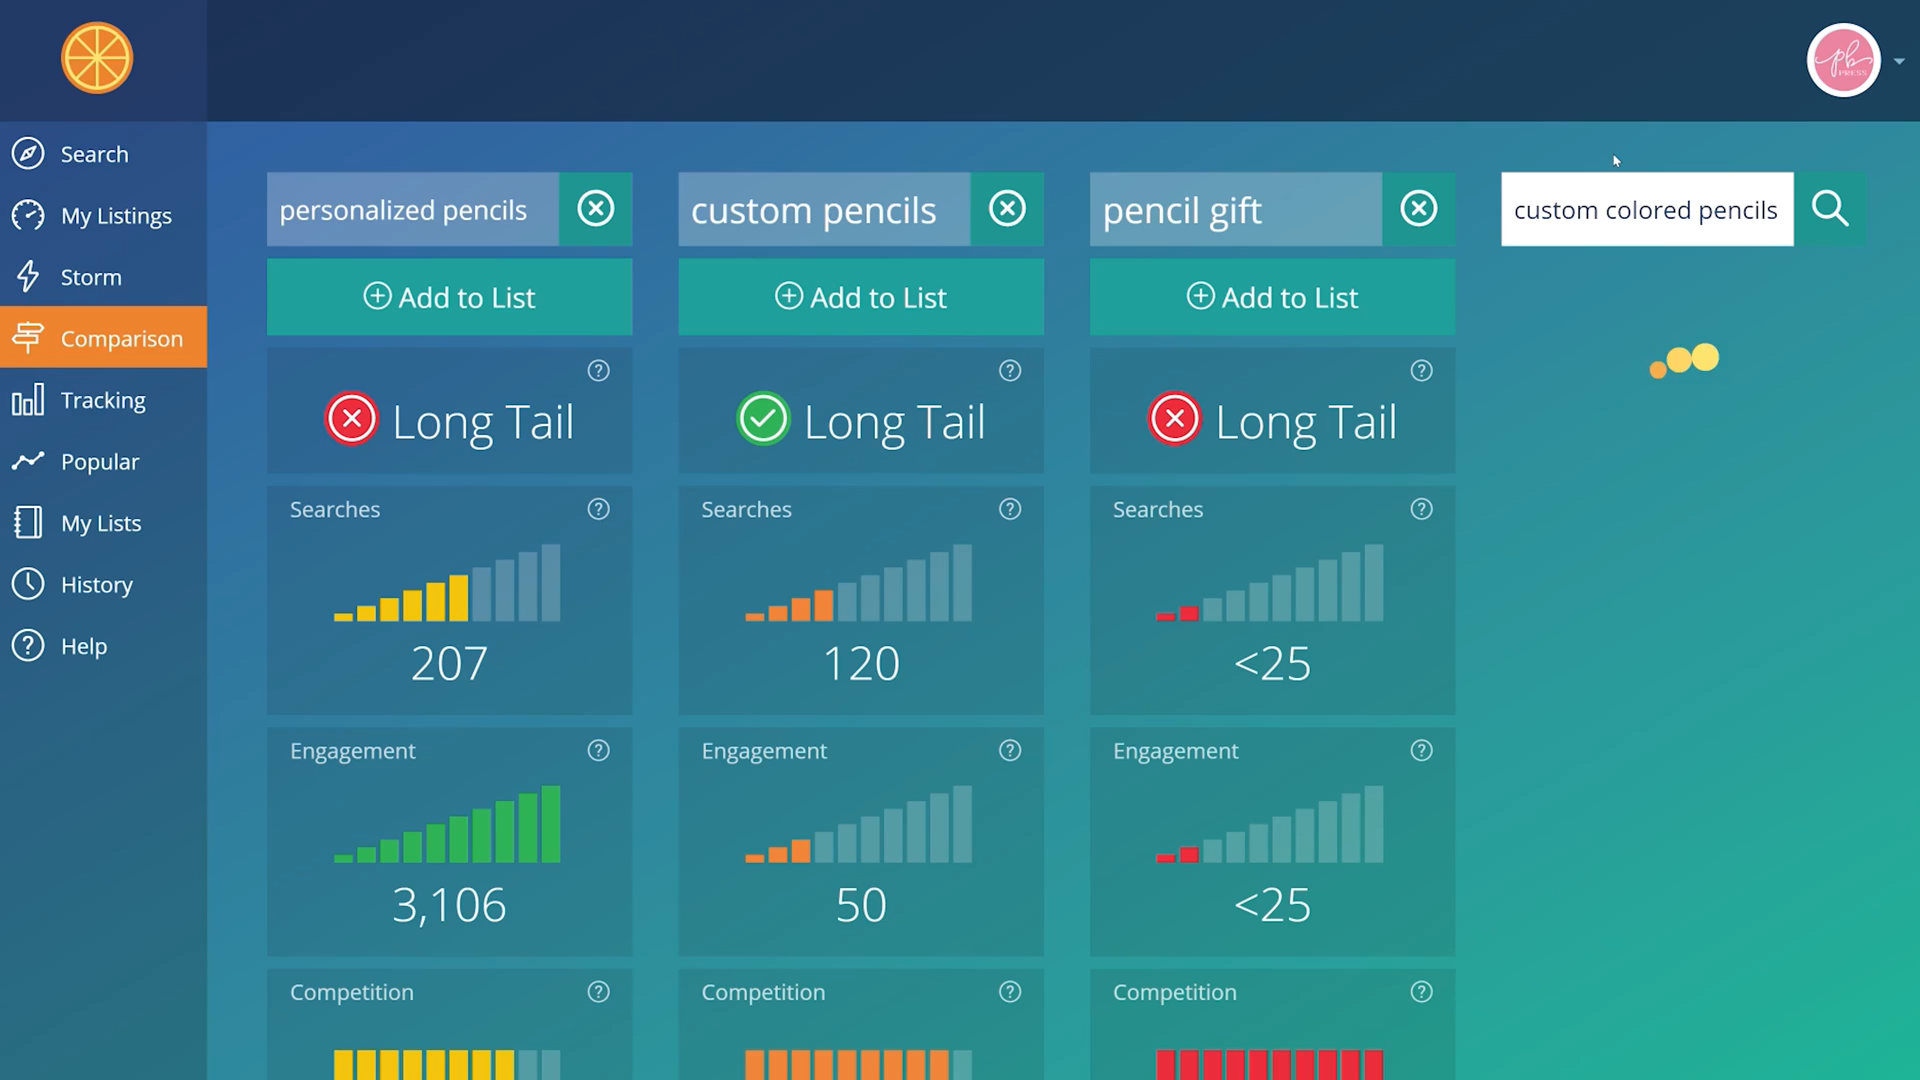 pb
PRESS
Search
My Listings
Storm
Comparison
Tracking
Popular
My Lists
History
Help
personalized pencils
custom pencils
pencil gift
custom colored pencils
Add to List
Add to List
Add to List
Long Tail
Long Tail
Long Tail
Searches
Searches
Searches
207
120
<25
Engagement
Engagement
Engagement
3,106
50
<25
Competition
Competition
Competition